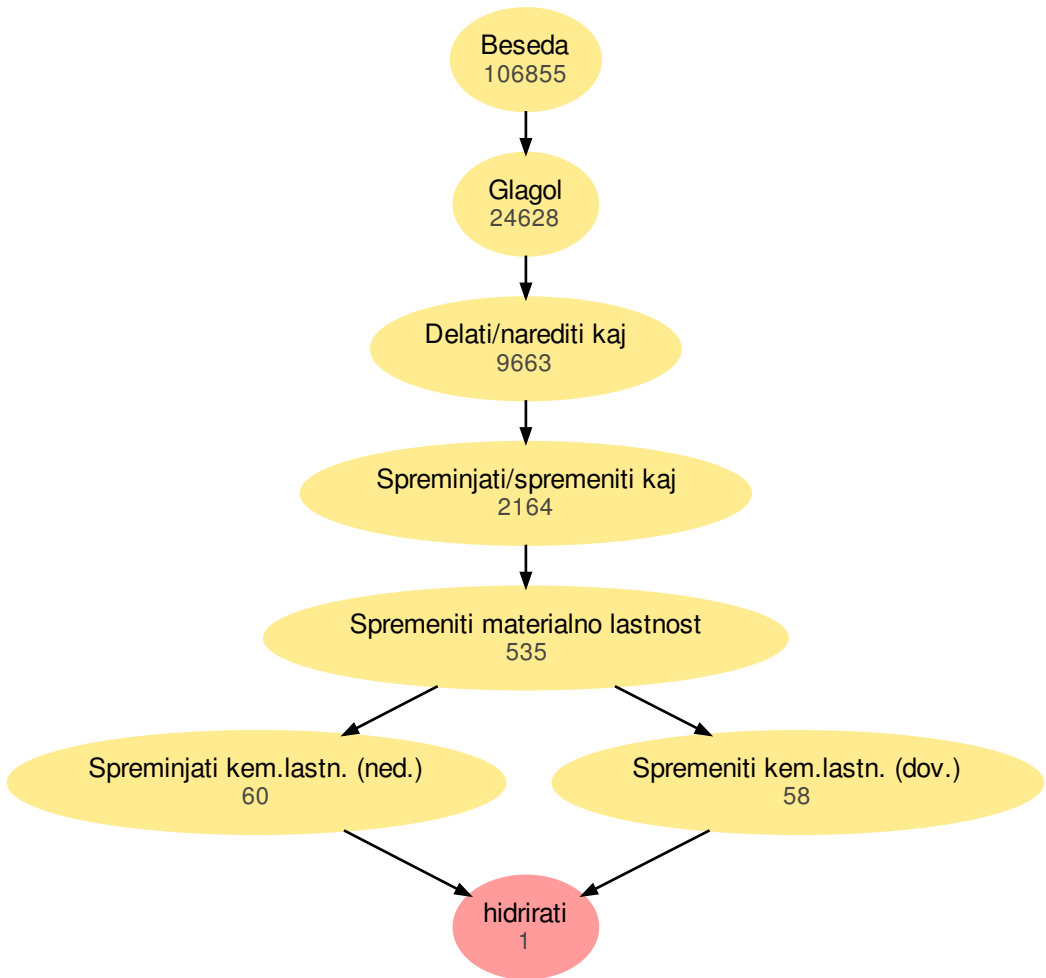 Beseda
106855
Glagol
24628
Delati/narediti kaj
9663
Spreminjati/spremeniti kaj
2164
Spremeniti materialno lastnost
535
Spreminjati kem.lastn. (ned.)
60
Spremeniti kem.lastn. (dov.)
58
hidrirati
1